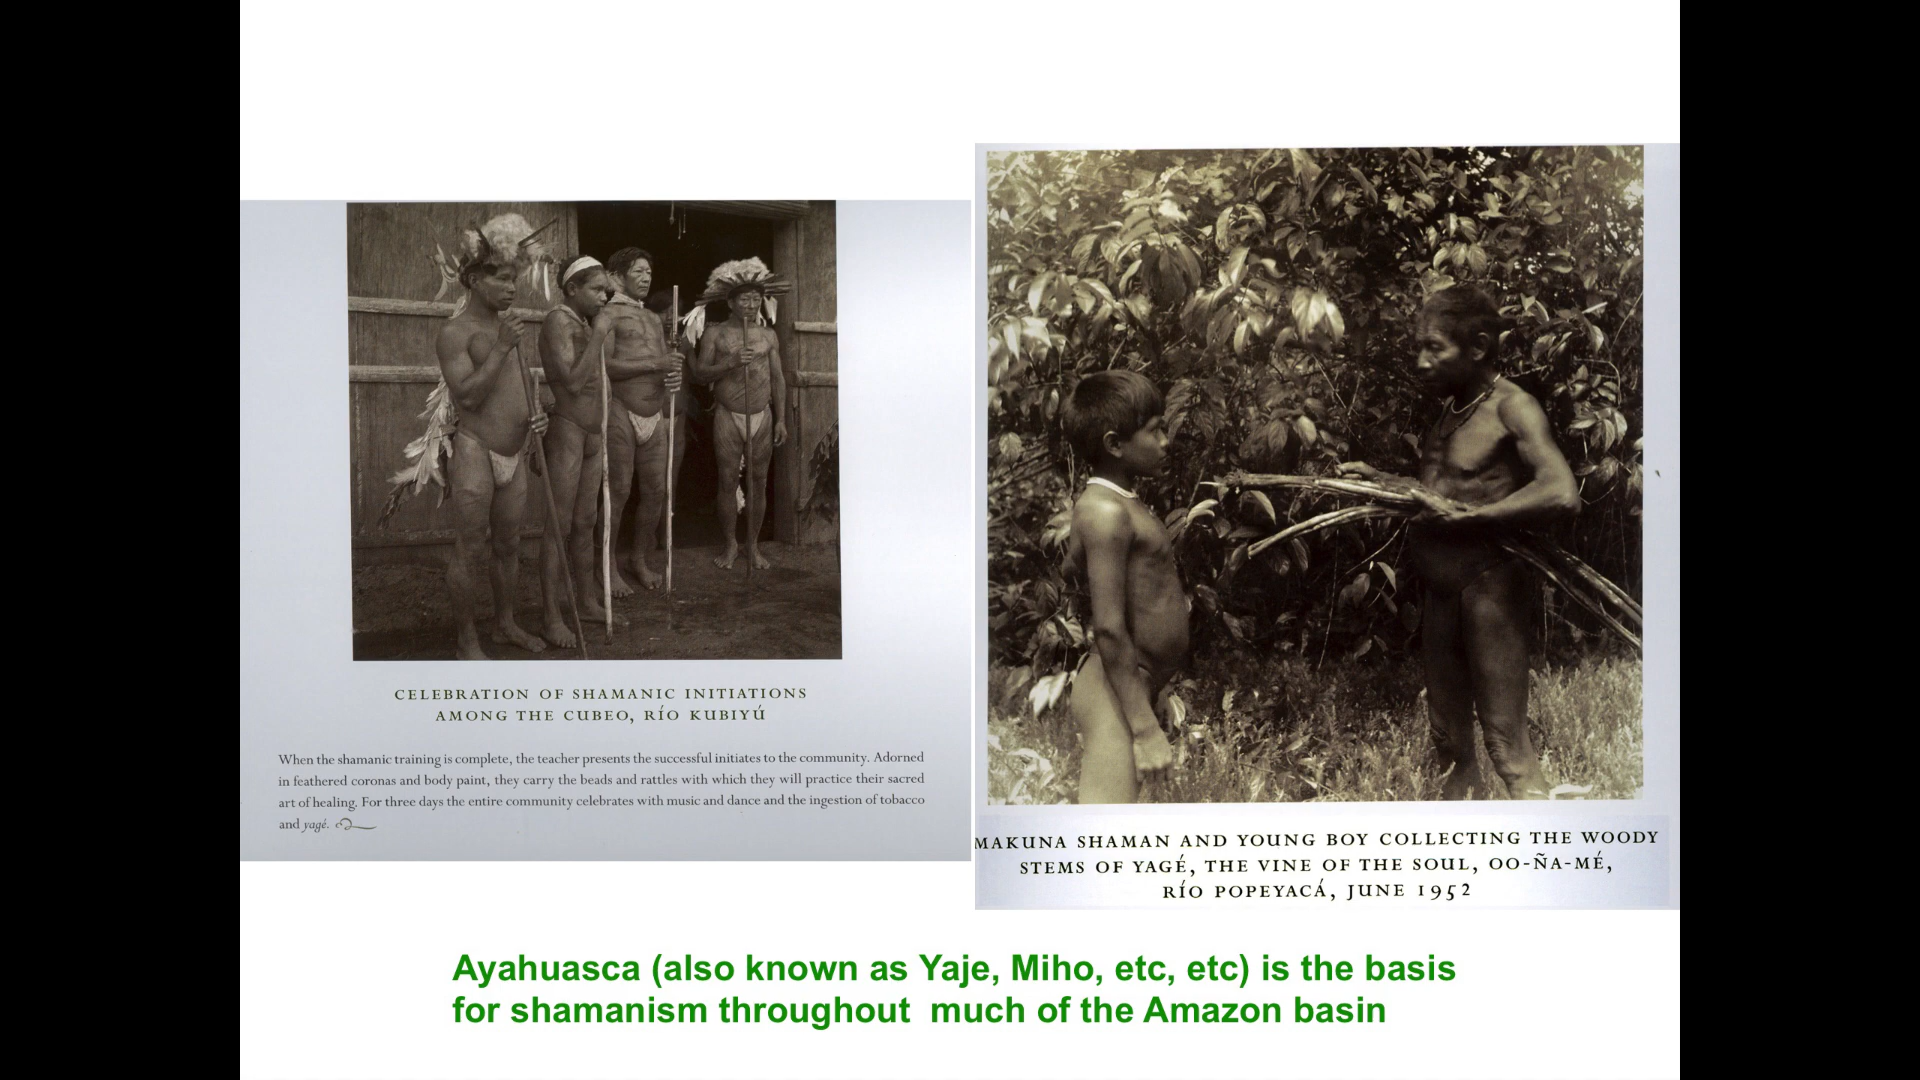 CELEBRATION OF SHAMANIC INITIATIONS
AMONG THE CUBEO, RÍO KUBIYÚ
When the shamanic training is complete, the teacher presents the successful initiates to the community. Adorned
in feathered coronas and body paint, they carry the beads and rattles with which they will practice their sacred
art of healing. For three days the entire community celebrates with music and dance and the ingestion of tobacco
and yagé.
MAKUNA SHAMAN AND YOUNG BOY COLLECTING THE WOODY
STEMS OF YAGÉ, THE VINE OF THE SOUL, OO-ÑA-MÉ,
RÍO POPEYACÁ, JUNE 1952
Ayahuasca (also known as Yaje, Miho, etc, etc) is the basis
for shamanism throughout  much of the Amazon basin